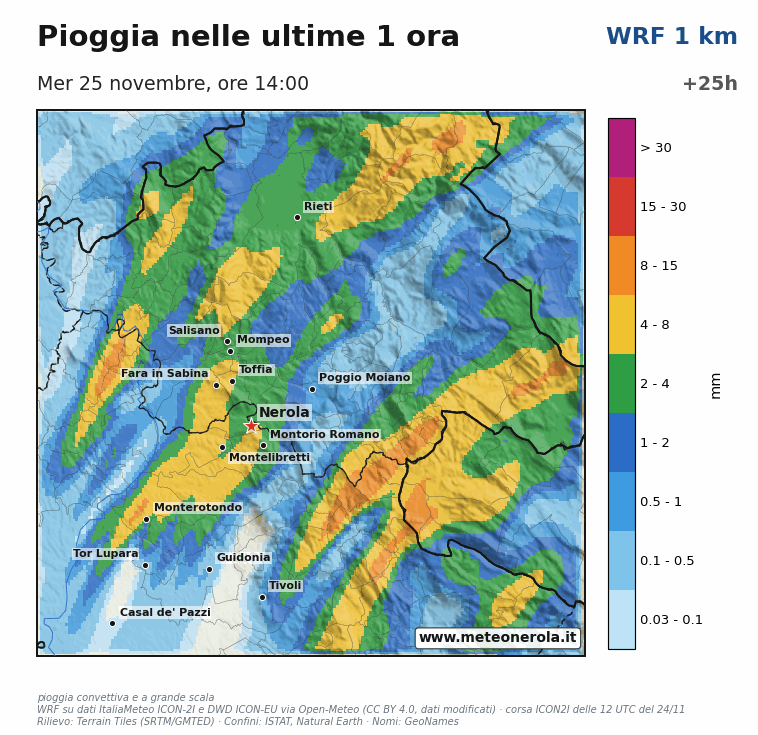 Pioggia nelle ultime 1 ora
WRF 1 km
Mer 25 novembre, ore 14:00
+25h
> 30
15 - 30
8 - 15
4 - 8
2 - 4
1 - 2
0.5 - 1
0.1 - 0.5
0.03 - 0.1
mm
Rieti
Salisano
Mompeo
Fara in Sabina
Toffia
Poggio Moiano
Nerola
Montorio Romano
Montelibretti
Monterotondo
Tor Lupara
Guidonia
Tivoli
Casal de' Pazzi
www.meteonerola.it
pioggia convettiva e a grande scala
WRF su dati ItaliaMeteo ICON-2I e DWD ICON-EU via Open-Meteo (CC BY 4.0, dati modificati) · corsa ICON2I delle 12 UTC del 24/11
Rilievo: Terrain Tiles (SRTM/GMTED) · Confini: ISTAT, Natural Earth · Nomi: GeoNames